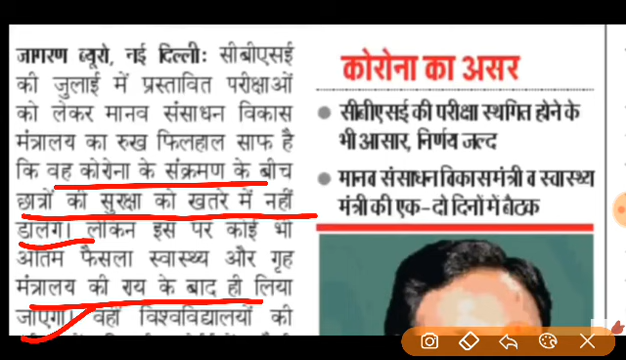 जागरण ब्यूरो, नई दिल्ली: सीबीएसई
की जुलाई में प्रस्तावित परीक्षाओं
को लेकर मानव संसाधन विकास
मंत्रालय का रुख फिलहाल साफ है
कि वह कोरोना के संक्रमण के बीच
छात्रों की सुरक्षा को खतरे में नहीं
डालेंगे। लेकिन इस पर कोई भी
अंतिम फैसला स्वास्थ्य और गृह
मंत्रालय की राय के बाद ही लिया
जाएगा। वहीं विश्वविद्यालयों की
कोरोना का असर
सीबीएसई की परीक्षा स्थगित होने के
भी आसार, निर्णय जल्द
मानव संसाधन विकास मंत्री व स्वास्थ्य
मंत्री की एक-दो दिनों में बैठक